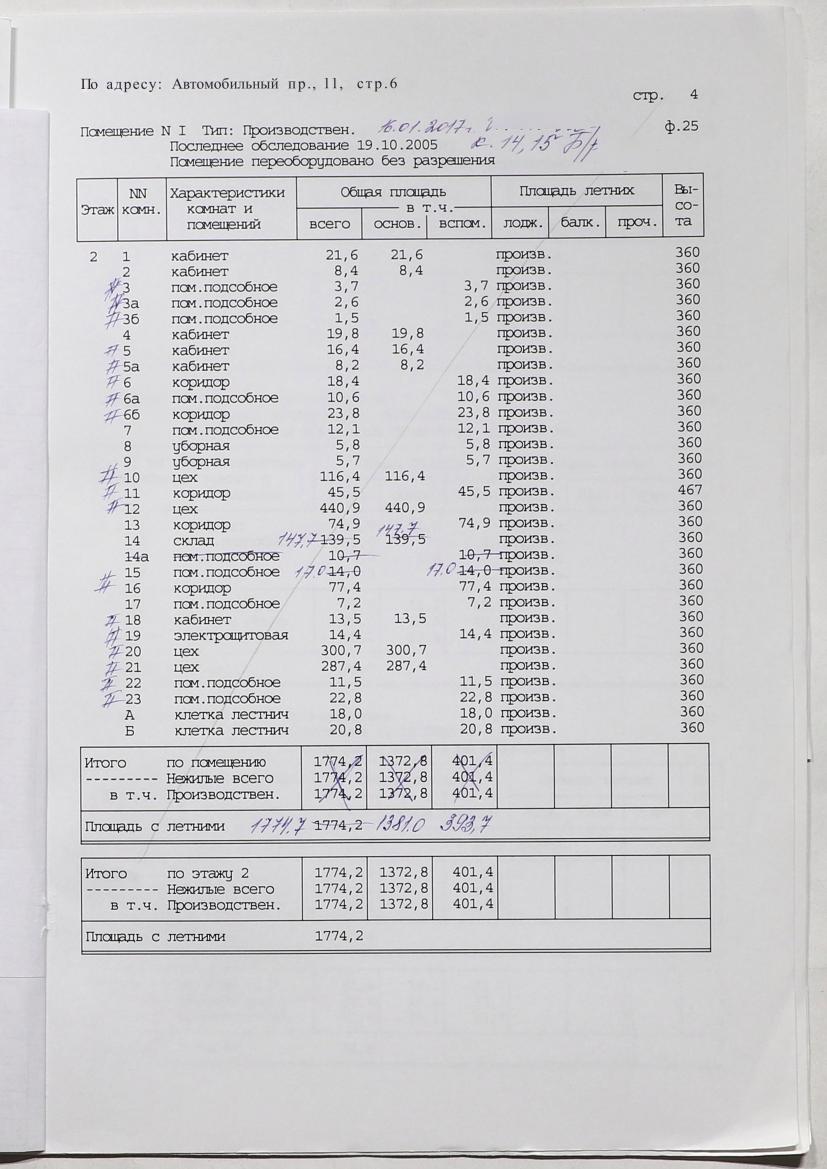 По адресу: Автомобильный пр., 11, стр.6
стр. 4
Помещение N I Тип: Производствен. 16.01.2017г. ф.25
Последнее обследование 19.10.2005 к. 14, 15
Помещение переоборудовано без разрешения
Этаж NN комн. Характеристики комнат и помещений Общая площадь всего в т.ч. основ. вспом. Площадь летних лодж. балк. проч. Вы-со-та
2 1 кабинет 21,6 21,6 произв. 360
2 кабинет 8,4 8,4 произв. 360
# 3 пом.подсобное 3,7 3,7 произв. 360
# 3а пом.подсобное 2,6 2,6 произв. 360
# 3б пом.подсобное 1,5 1,5 произв. 360
4 кабинет 19,8 19,8 произв. 360
# 5 кабинет 16,4 16,4 произв. 360
# 5а кабинет 8,2 8,2 произв. 360
# 6 коридор 18,4 18,4 произв. 360
# 6а пом.подсобное 10,6 10,6 произв. 360
# 6б коридор 23,8 23,8 произв. 360
7 пом.подсобное 12,1 12,1 произв. 360
8 уборная 5,8 5,8 произв. 360
9 уборная 5,7 5,7 произв. 360
# 10 цех 116,4 116,4 произв. 360
# 11 коридор 45,5 45,5 произв. 467
# 12 цех 440,9 440,9 произв. 360
13 коридор 74,9 74,9 произв. 360
14 склад 147,7 139,5 147,7 139,5 произв. 360
14а пом.подсобное 10,7 10,7 произв. 360
# 15 пом.подсобное 17.0 14,0 17.0 14,0 произв. 360
# 16 коридор 77,4 77,4 произв. 360
17 пом.подсобное 7,2 7,2 произв. 360
# 18 кабинет 13,5 13,5 произв. 360
# 19 электрощитовая 14,4 14,4 произв. 360
# 20 цех 300,7 300,7 произв. 360
# 21 цех 287,4 287,4 произв. 360
# 22 пом.подсобное 11,5 11,5 произв. 360
# 23 пом.подсобное 22,8 22,8 произв. 360
А клетка лестнич 18,0 18,0 произв. 360
Б клетка лестнич 20,8 20,8 произв. 360
Итого по помещению 1774,2 1372,8 401,4
--------- Нежилые всего 1774,2 1372,8 401,4
в т.ч. Производствен. 1774,2 1372,8 401,4
Площадь с летними 1774,7 1774,2 1381.0 393,7
Итого по этажу 2 1774,2 1372,8 401,4
--------- Нежилые всего 1774,2 1372,8 401,4
в т.ч. Производствен. 1774,2 1372,8 401,4
Площадь с летними 1774,2